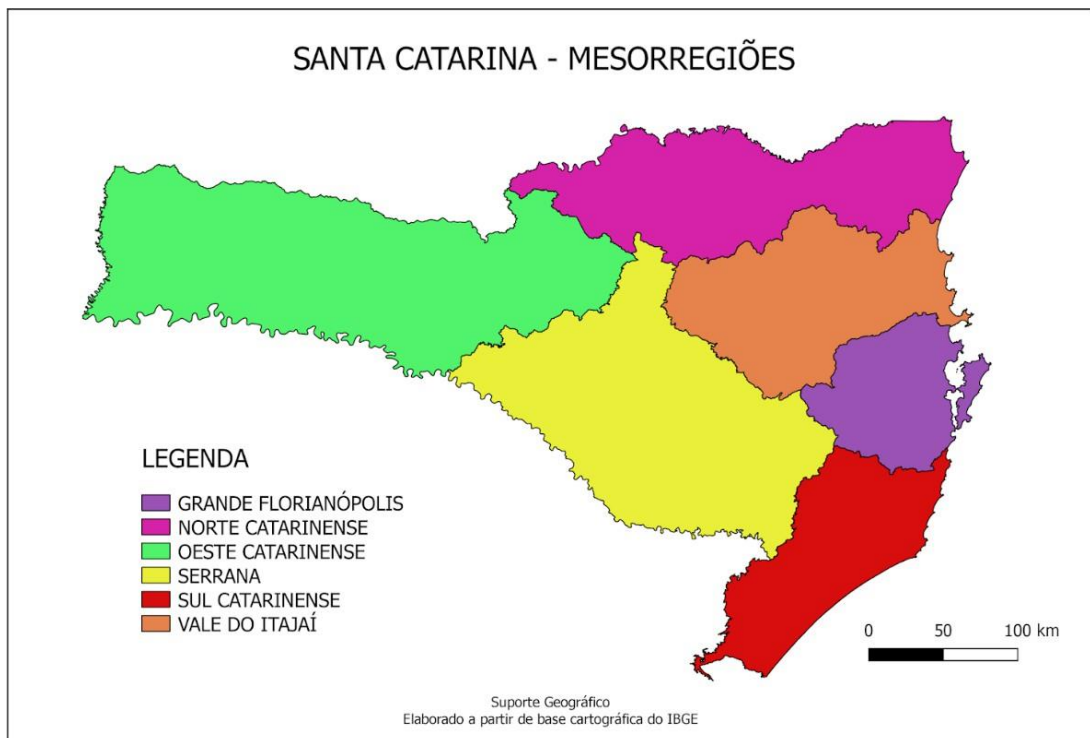 SANTA CATARINA - MESORREGIÕES
LEGENDA
GRANDE FLORIANÓPOLIS
NORTE CATARINENSE
OESTE CATARINENSE
SERRANA
SUL CATARINENSE
VALE DO ITAJAÍ
0 50 100 km
Suporte Geográfico
Elaborado a partir de base cartográfica do IBGE